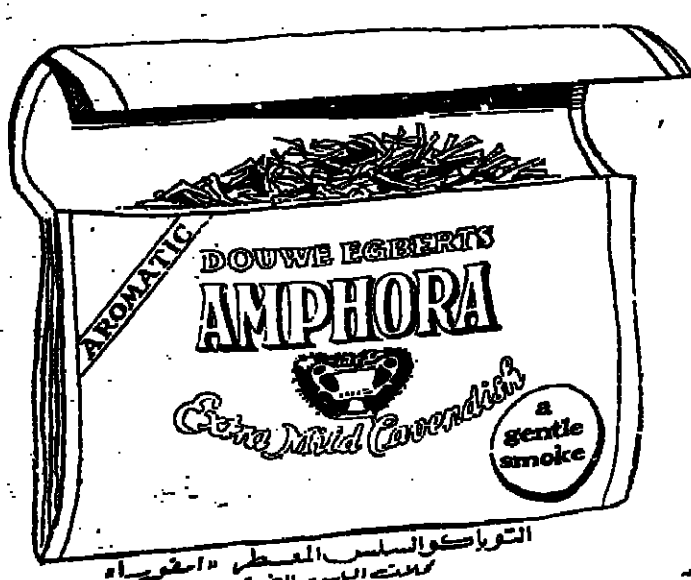 AROMATIC
DOUWE EGBERTS
AMPHORA
Extra Mild Cavendish
a
gentle
smoke
التوباكو السلس المعطر "امفورا"